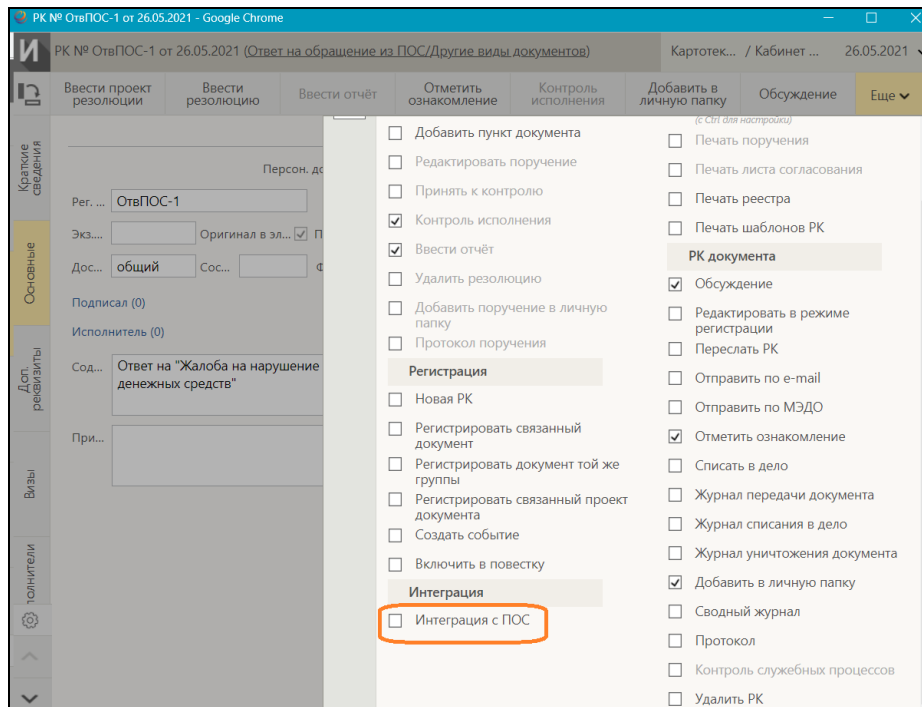 РК № ОтвПОС-1 от 26.05.2021 - Google Chrome
РК № ОтвПОС-1 от 26.05.2021 (Ответ на обращение из ПОС/Другие виды документов)
Картотек... / Кабинет ...
26.05.2021
Ввести проект
резолюции
Ввести
резолюцию
Ввести отчёт
Отметить
ознакомление
Контроль
исполнения
Добавить в
личную папку
Обсуждение
Еще
Краткие
сведения
Основные
Доп.
реквизиты
Визы
полнители
Персон. до
Рег. ...
ОтвПОС-1
Экз....
Оригинал в эл...
П
Дос...
общий
Сос...
Подписал (0)
Исполнитель (0)
Сод...
Ответ на "Жалоба на нарушение
денежных средств"
При...
Добавить пункт документа
Редактировать поручение
Принять к контролю
Контроль исполнения
Ввести отчёт
Удалить резолюцию
Добавить поручение в личную
папку
Протокол поручения
Регистрация
Новая РК
Регистрировать связанный
документ
Регистрировать документ той же
группы
Регистрировать связанный проект
документа
Создать событие
Включить в повестку
Интеграция
Интеграция с ПОС
(с Ctrl для настройки)
Печать поручения
Печать листа согласования
Печать реестра
Печать шаблонов РК
РК документа
Обсуждение
Редактировать в режиме
регистрации
Переслать РК
Отправить по e-mail
Отправить по МЭДО
Отметить ознакомление
Списать в дело
Журнал передачи документа
Журнал списания в дело
Журнал уничтожения документа
Добавить в личную папку
Сводный журнал
Протокол
Контроль служебных процессов
Удалить РК